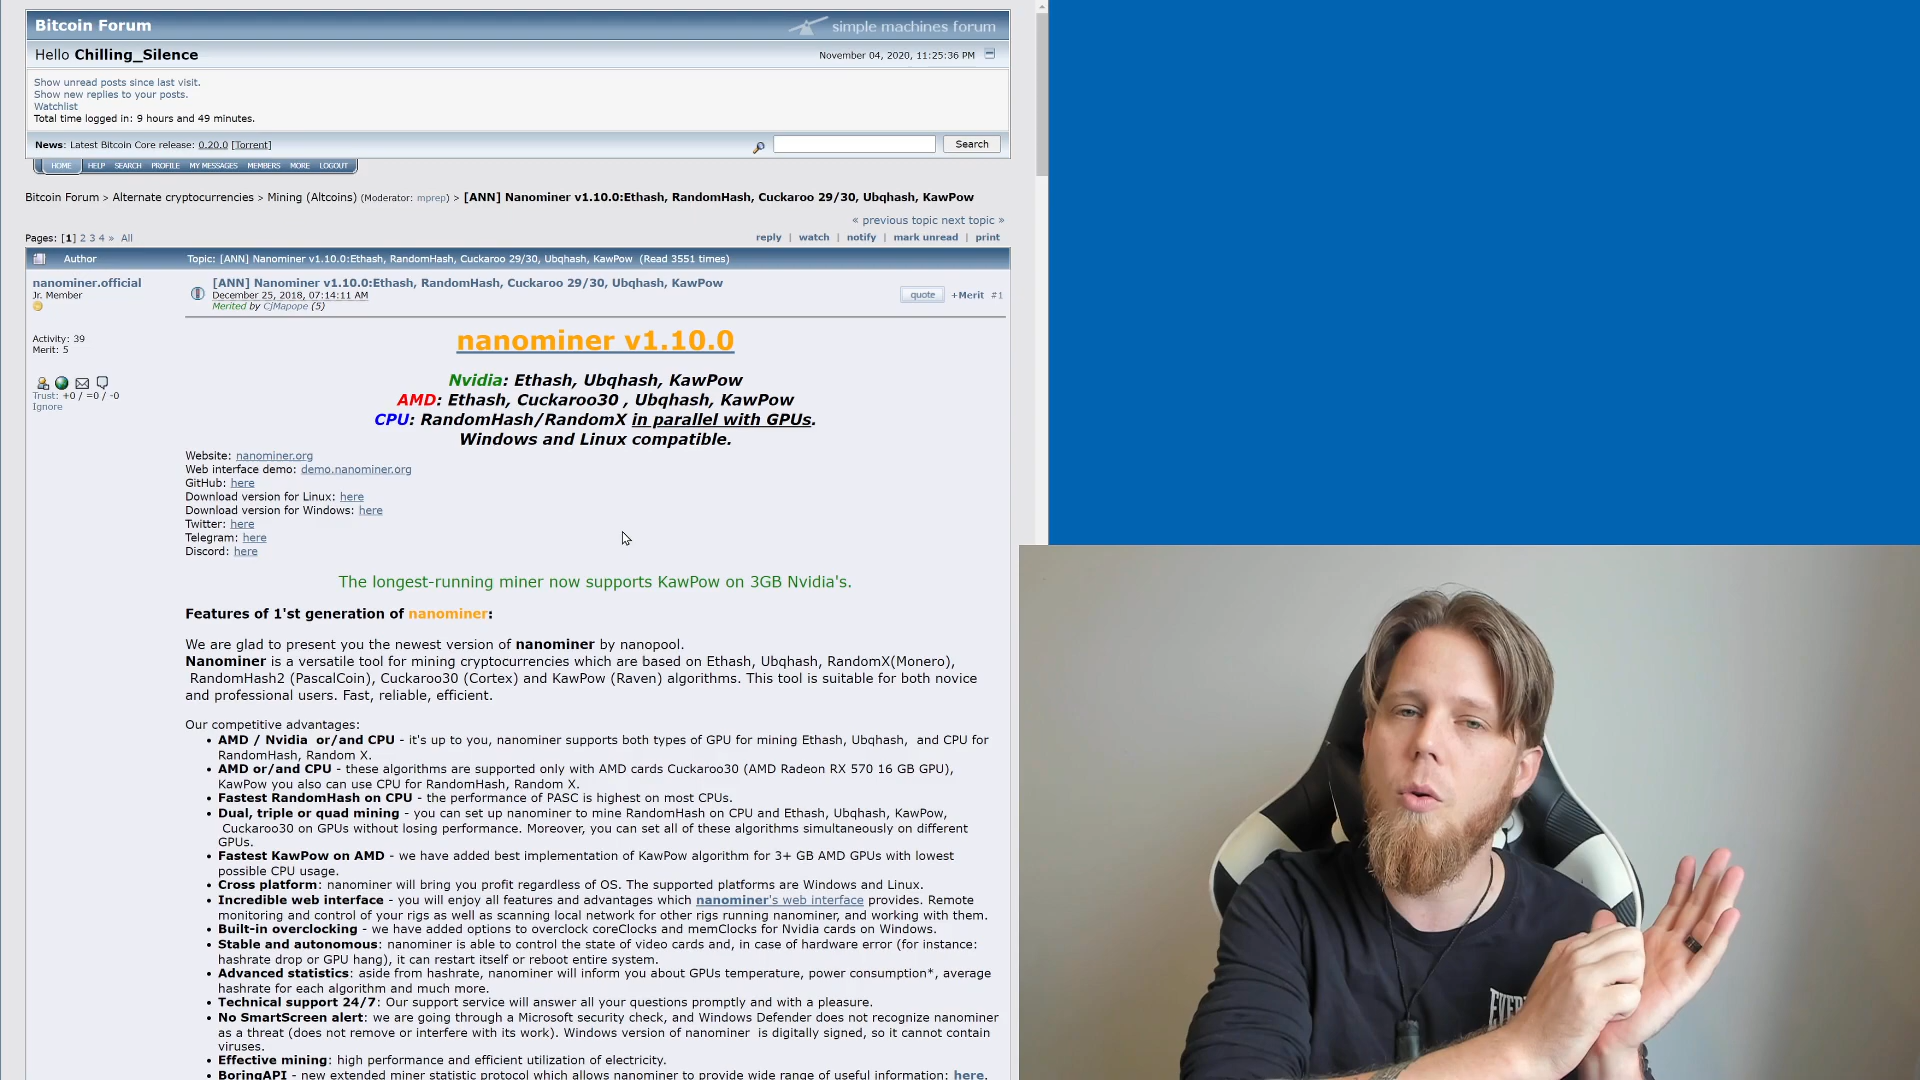 Bitcoin Forum
simple machines forum
Hello Chilling_Silence
November 04, 2020, 11:25:36 PM
Show unread posts since last visit.
Show new replies to your posts.
Watchlist
Total time logged in: 9 hours and 49 minutes.
News: Latest Bitcoin Core release: 0.20.0 [Torrent]
Search
HOME HELP SEARCH PROFILE MY MESSAGES MEMBERS MORE LOGOUT
Bitcoin Forum > Alternate cryptocurrencies > Mining (Altcoins) (Moderator: mprep) > [ANN] Nanominer v1.10.0:Ethash, RandomHash, Cuckaroo 29/30, Ubqhash, KawPow
« previous topic next topic »
Pages: [1] 2 3 4 » All
reply | watch | notify | mark unread | print
Author
Topic: [ANN] Nanominer v1.10.0:Ethash, RandomHash, Cuckaroo 29/30, Ubqhash, KawPow (Read 3551 times)
nanominer.official
Jr. Member
Activity: 39
Merit: 5
Trust: +0 / =0 / -0
Ignore
[ANN] Nanominer v1.10.0:Ethash, RandomHash, Cuckaroo 29/30, Ubqhash, KawPow
December 25, 2018, 07:14:11 AM
Merited by CjMapope (5)
quote +Merit #1
nanominer v1.10.0
Nvidia: Ethash, Ubqhash, KawPow
AMD: Ethash, Cuckaroo30 , Ubqhash, KawPow
CPU: RandomHash/RandomX in parallel with GPUs.
Windows and Linux compatible.
Website: nanominer.org
Web interface demo: demo.nanominer.org
GitHub: here
Download version for Linux: here
Download version for Windows: here
Twitter: here
Telegram: here
Discord: here
The longest-running miner now supports KawPow on 3GB Nvidia's.
Features of 1'st generation of nanominer:
We are glad to present you the newest version of nanominer by nanopool.
Nanominer is a versatile tool for mining cryptocurrencies which are based on Ethash, Ubqhash, RandomX(Monero),
RandomHash2 (PascalCoin), Cuckaroo30 (Cortex) and KawPow (Raven) algorithms. This tool is suitable for both novice
and professional users. Fast, reliable, efficient.
Our competitive advantages:
• AMD / Nvidia or/and CPU - it's up to you, nanominer supports both types of GPU for mining Ethash, Ubqhash, and CPU for
RandomHash, Random X.
• AMD or/and CPU - these algorithms are supported only with AMD cards Cuckaroo30 (AMD Radeon RX 570 16 GB GPU),
KawPow you also can use CPU for RandomHash, Random X.
• Fastest RandomHash on CPU - the performance of PASC is highest on most CPUs.
• Dual, triple or quad mining - you can set up nanominer to mine RandomHash on CPU and Ethash, Ubqhash, KawPow,
Cuckaroo30 on GPUs without losing performance. Moreover, you can set all of these algorithms simultaneously on different
GPUs.
• Fastest KawPow on AMD - we have added best implementation of KawPow algorithm for 3+ GB AMD GPUs with lowest
possible CPU usage.
• Cross platform: nanominer will bring you profit regardless of OS. The supported platforms are Windows and Linux.
• Incredible web interface - you will enjoy all features and advantages which nanominer's web interface provides. Remote
monitoring and control of your rigs as well as scanning local network for other rigs running nanominer, and working with them.
• Built-in overclocking - we have added options to overclock coreClocks and memClocks for Nvidia cards on Windows.
• Stable and autonomous: nanominer is able to control the state of video cards and, in case of hardware error (for instance:
hashrate drop or GPU hang), it can restart itself or reboot entire system.
• Advanced statistics: aside from hashrate, nanominer will inform you about GPUs temperature, power consumption*, average
hashrate for each algorithm and much more.
• Technical support 24/7: Our support service will answer all your questions promptly and with a pleasure.
• No SmartScreen alert: we are going through a Microsoft security check, and Windows Defender does not recognize nanominer
as a threat (does not remove or interfere with its work). Windows version of nanominer is digitally signed, so it cannot contain
viruses.
• Effective mining: high performance and efficient utilization of electricity.
• BoringAPI - new extended miner statistic protocol which allows nanominer to provide wide range of useful information: here.